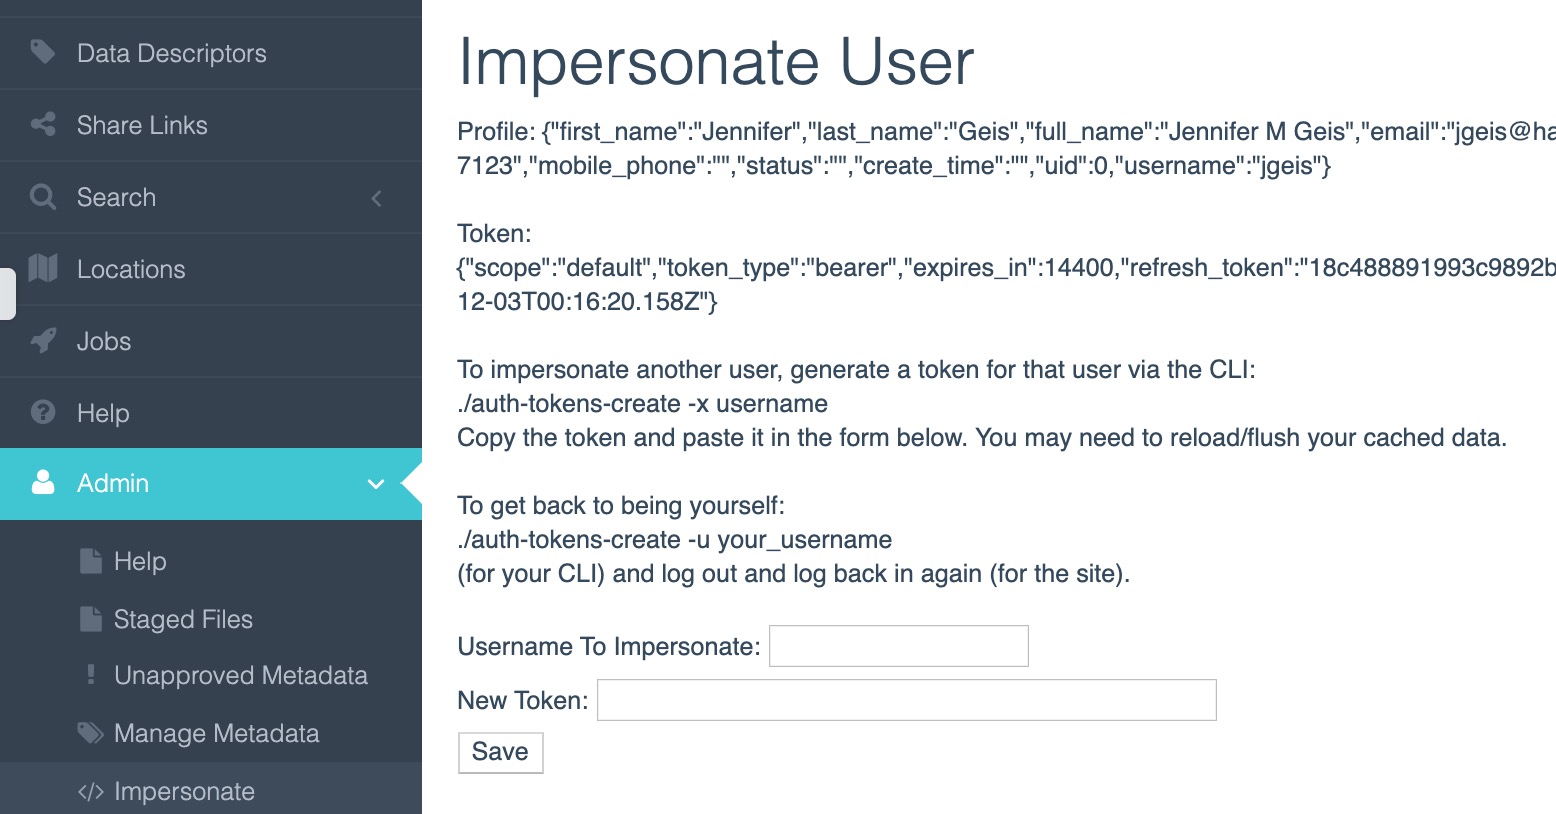 Data Descriptors
Share Links
Search
Locations
Jobs
Help
Admin
Help
Staged Files
Unapproved Metadata
Manage Metadata
Impersonate
Impersonate User
Profile: {"first_name":"Jennifer","last_name":"Geis","full_name":"Jennifer M Geis","email":"jgeis@ha
7123","mobile_phone":"","status":"","create_time":"","uid":0,"username":"jgeis"}
Token:
{"scope":"default","token_type":"bearer","expires_in":14400,"refresh_token":"18c488891993c9892b
12-03T00:16:20.158Z"}
To impersonate another user, generate a token for that user via the CLI:
./auth-tokens-create -x username
Copy the token and paste it in the form below. You may need to reload/flush your cached data.
To get back to being yourself:
./auth-tokens-create -u your_username
(for your CLI) and log out and log back in again (for the site).
Username To Impersonate:
New Token:
Save